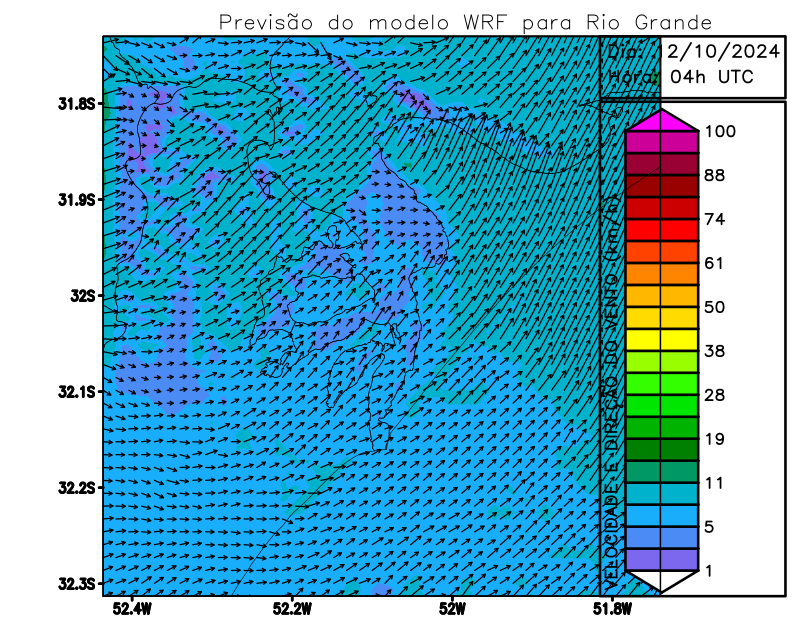 Previsão do modelo WRF para Rio Grande
Dia: 2/10/2024
Hora: 04h UTC
31.8S
31.9S
32S
32.1S
32.2S
32.3S
52.4W
52.2W
52W
51.8W
VELOCIDADE E DIREÇÃO DO VENTO (km/h)
100
88
74
61
50
38
28
19
11
5
1